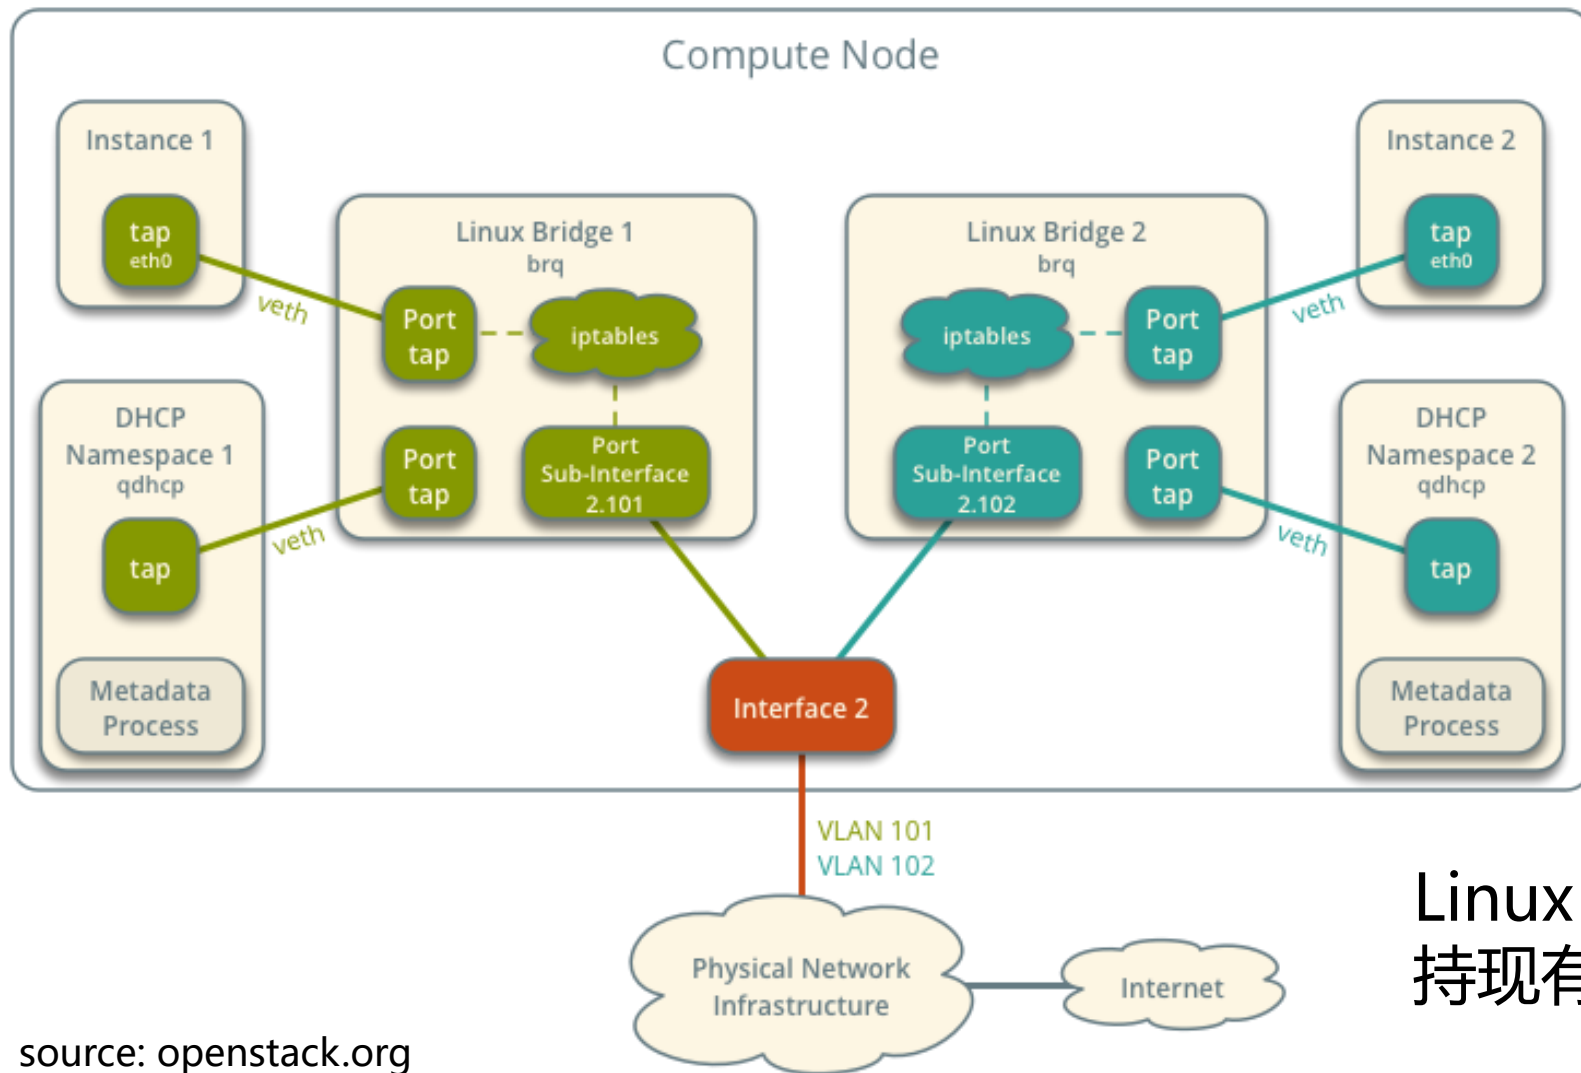 Compute Node
Instance 1
tap
eth0
veth
Linux Bridge 1
brq
Port
tap
iptables
Port
tap
Port
Sub-Interface
2.101
DHCP
Namespace 1
qdhcp
tap
veth
Metadata
Process
Linux Bridge 2
brq
iptables
Port
tap
Port
Sub-Interface
2.102
Port
tap
Instance 2
tap
eth0
veth
DHCP
Namespace 2
qdhcp
tap
veth
Metadata
Process
Interface 2
VLAN 101
VLAN 102
Physical Network
Infrastructure
Internet
Linux
持现有
source: openstack.org